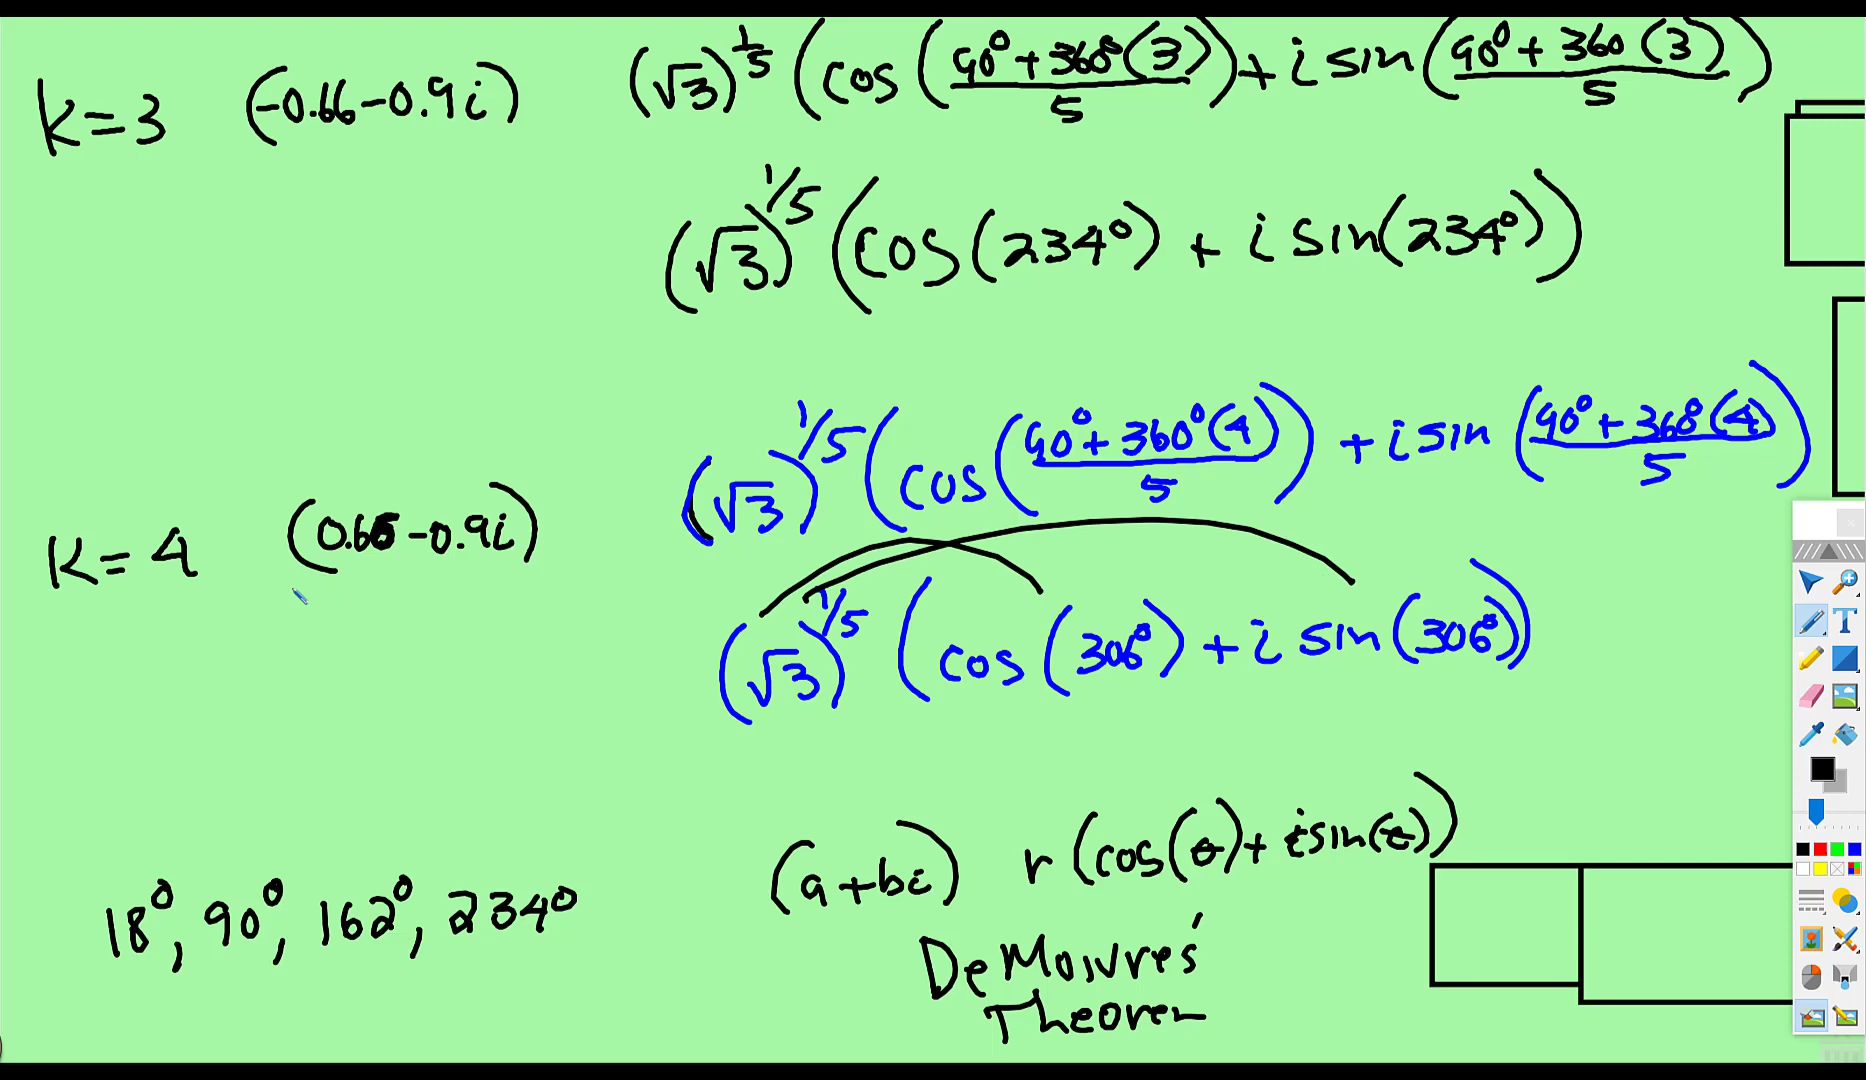 (√3)^1/5 (cos((90° + 360°(3))/5) + i sin((90° + 360(3))/5))
K = 3 (-0.66 - 0.9i)
(√3)^1/5 (cos(234°) + i sin(234°))
(√3)^1/5 (cos((90° + 360°(4))/5) + i sin((90° + 360(4))/5))
K = 4 (0.66 - 0.9i)
(√3)^1/5 (cos(306°) + i sin(306°))
(a + bi) r(cos(θ) + i sin(θ))
18°, 90°, 162°, 234°
De Moivres'
Theorem